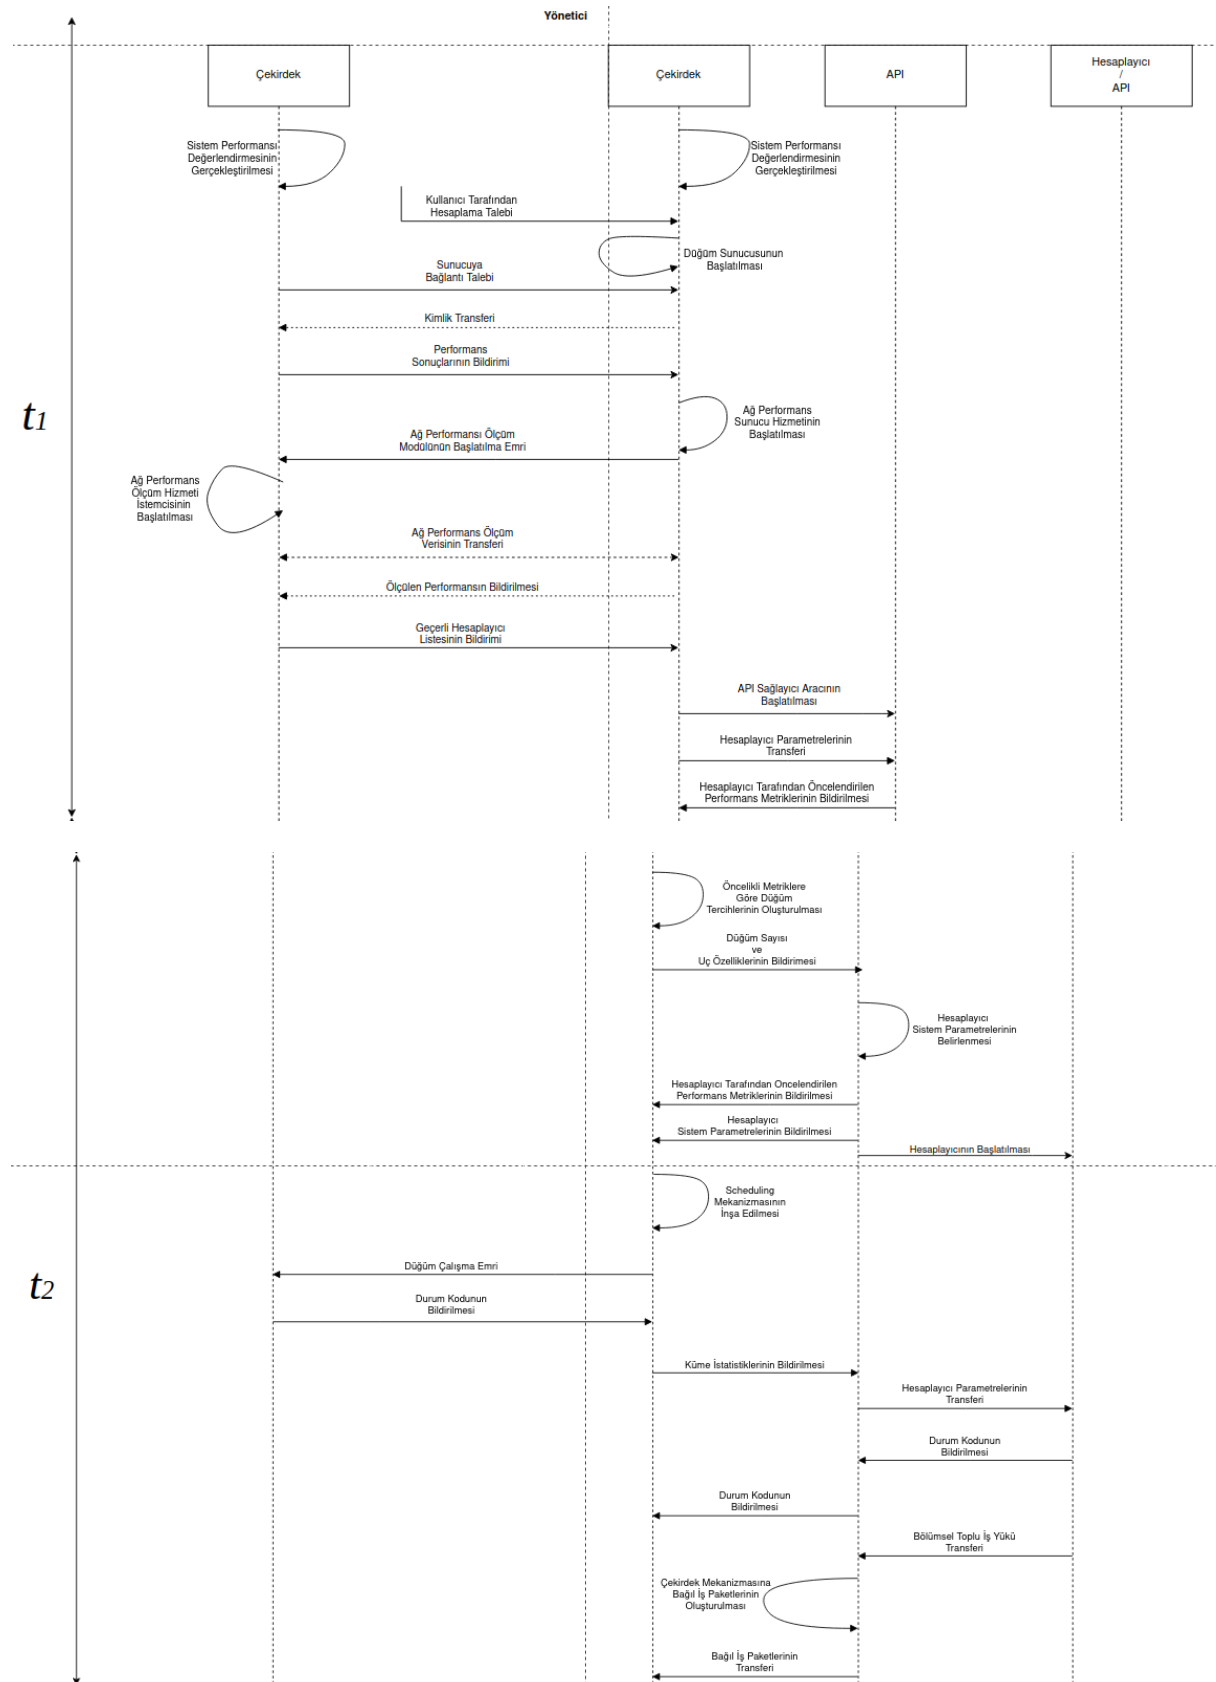 Yönetici
Çekirdek
Çekirdek
API
Hesaplayıcı
/
API
Sistem Performansı
Değerlendirmesinin
Gerçekleştirilmesi
Sistem Performansı
Değerlendirmesinin
Gerçekleştirilmesi
Kullanıcı Tarafından
Hesaplama Talebi
Düğüm Sunucusunun
Başlatılması
Sunucuya
Bağlantı Talebi
Kimlik Transferi
Performans
Sonuçlarının Bildirimi
t1
Ağ Performans
Sunucu Hizmetinin
Başlatılması
Ağ Performansı Ölçüm
Modülünün Başlatılma Emri
Ağ Performans
Ölçüm Hizmeti
İstemcisinin
Başlatılması
Ağ Performans Ölçüm
Verisinin Transferi
Ölçülen Performansın Bildirilmesi
Geçerli Hesaplayıcı
Listesinin Bildirimi
API Sağlayıcı Aracının
Başlatılması
Hesaplayıcı Parametrelerinin
Transferi
Hesaplayıcı Tarafından Öncelendirilen
Performans Metriklerinin Bildirilmesi
Öncelikli Metriklere
Göre Düğüm
Tercihlerinin Oluşturulması
Düğüm Sayısı
ve
Uç Özelliklerinin Bildirimesi
Hesaplayıcı
Sistem Parametrelerinin
Belirlenmesi
Hesaplayıcı Tarafından Oncelendirilen
Performans Metriklerinin Bildirilmesi
Hesaplayıcı
Sistem Parametrelerinin Bildirilmesi
Hesaplayıcının Başlatılması
Scheduling
Mekanizmasının
İnşa Edilmesi
t2
Düğüm Çalışma Emri
Durum Kodunun
Bildirilmesi
Küme İstatistiklerinin Bildirilmesi
Hesaplayıcı Parametrelerinin
Transferi
Durum Kodunun
Bildirilmesi
Durum Kodunun
Bildirilmesi
Bölümsel Toplu İş Yükü
Transferi
Çekirdek Mekanizmasına
Bağıl İş Paketlerinin
Oluşturulması
Bağıl İş Paketlerinin
Transferi